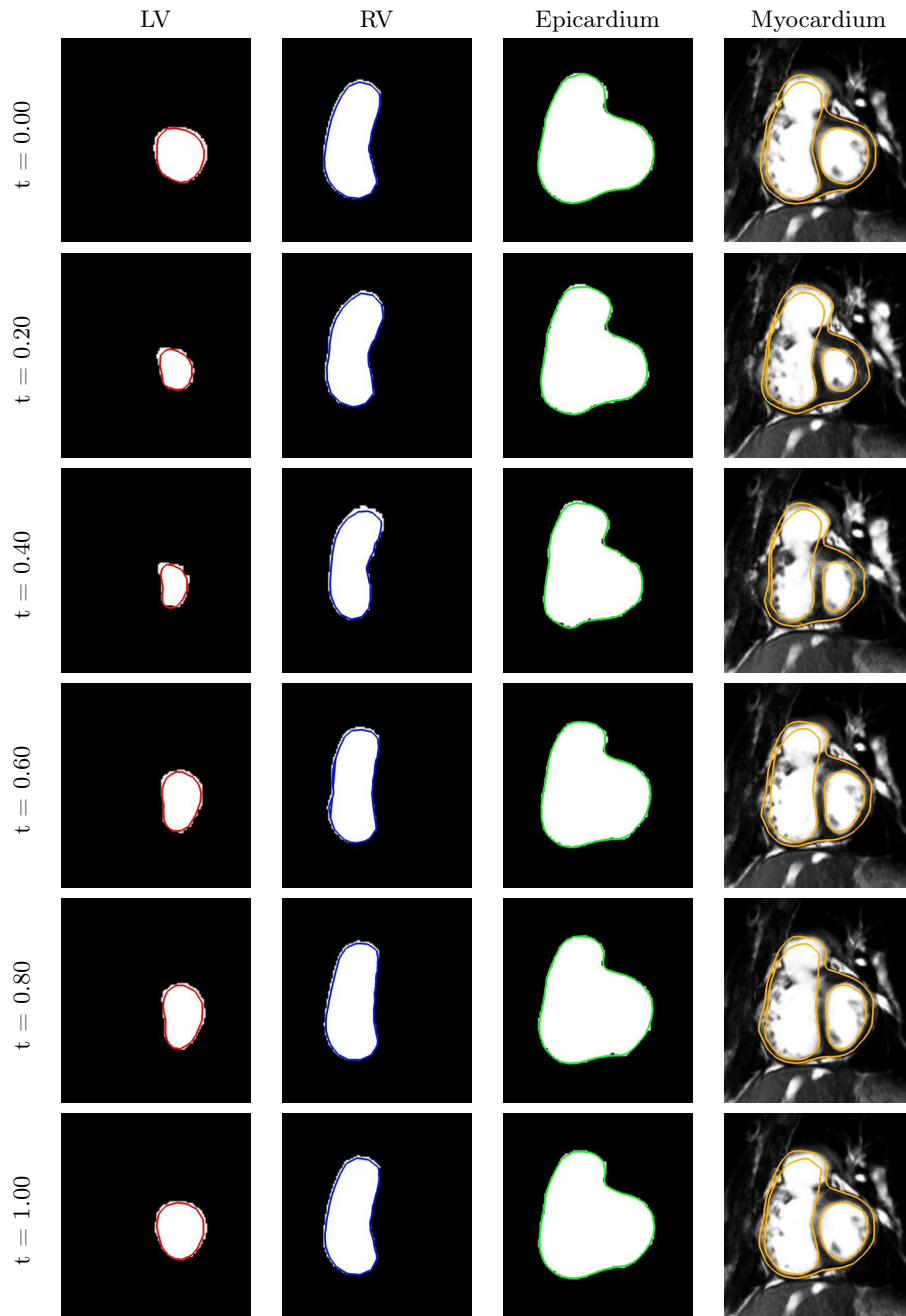 LV RV Epicardium Myocardium
t = 0.00
t = 0.20
t = 0.40
t = 0.60
t = 0.80
t = 1.00